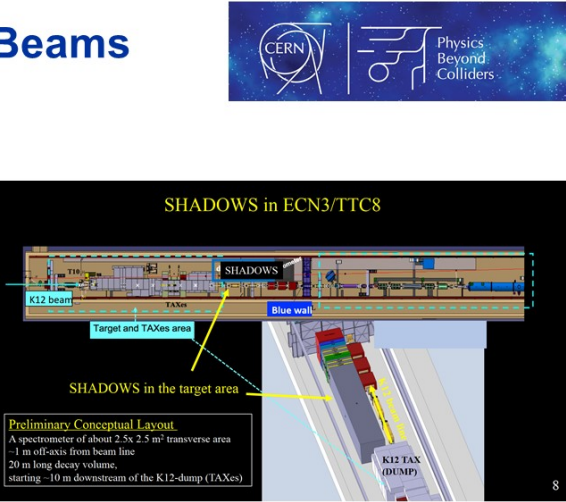 Beams
CERN
Physics
Beyond
Colliders
SHADOWS in ECN3/TTC8
T10
SHADOWS
K12 beam
TAXes
Blue wall
Target and TAXes area
SHADOWS in the target area
K12 beam line
Preliminary Conceptual Layout
A spectrometer of about 2.5x 2.5 m² transverse area
~1 m off-axis from beam line
20 m long decay volume,
starting ~10 m downstream of the K12-dump (TAXes)
K12 TAX
(DUMP)
8